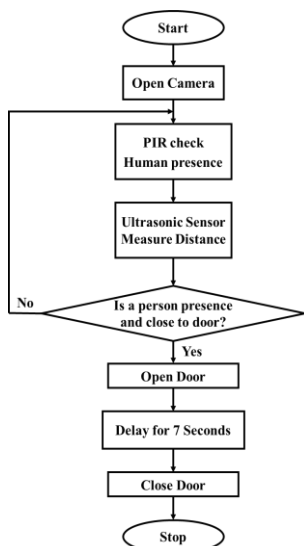 Start
Open Camera
PIR check
Human presence
Ultrasonic Sensor
Measure Distance
Is a person presence
and close to door?
No
Yes
Open Door
Delay for 7 Seconds
Close Door
Stop